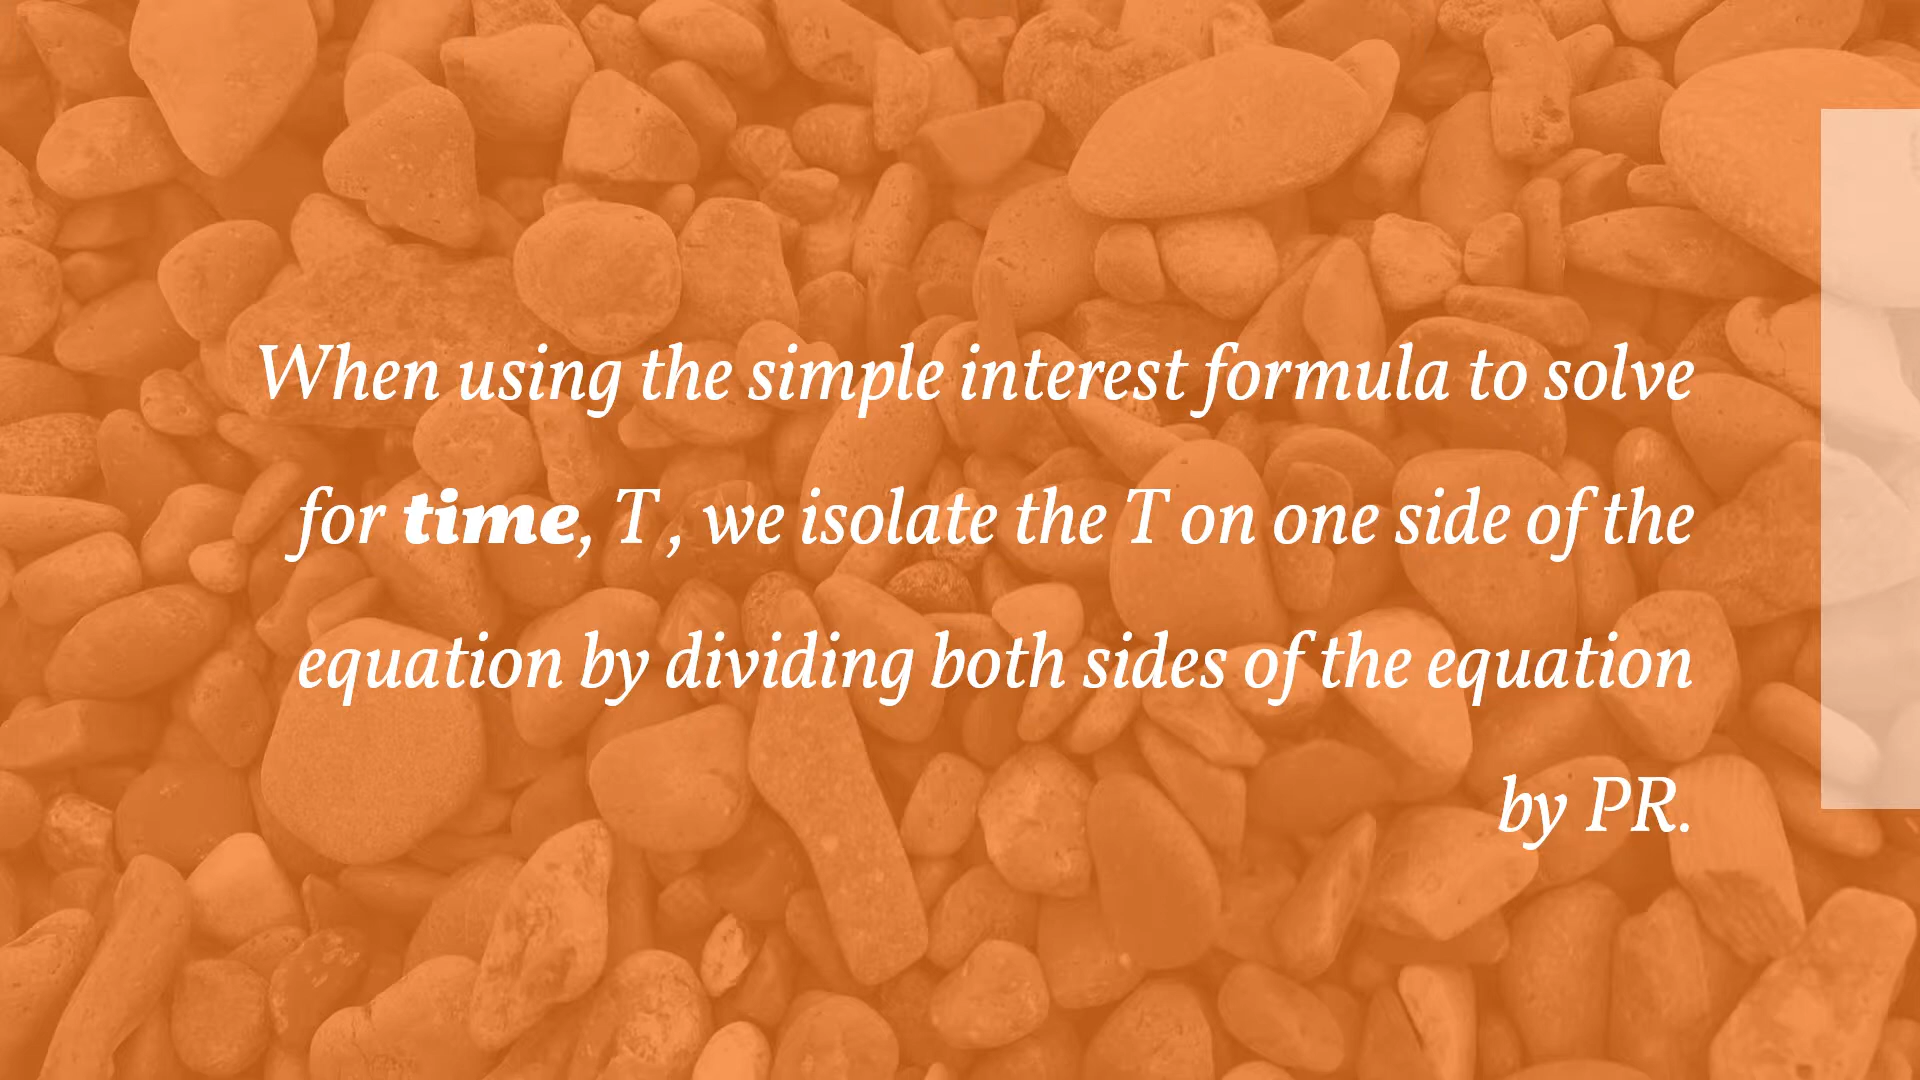 When using the simple interest formula to solve
for time, T, we isolate the T on one side of the
equation by dividing both sides of the equation
by PR.